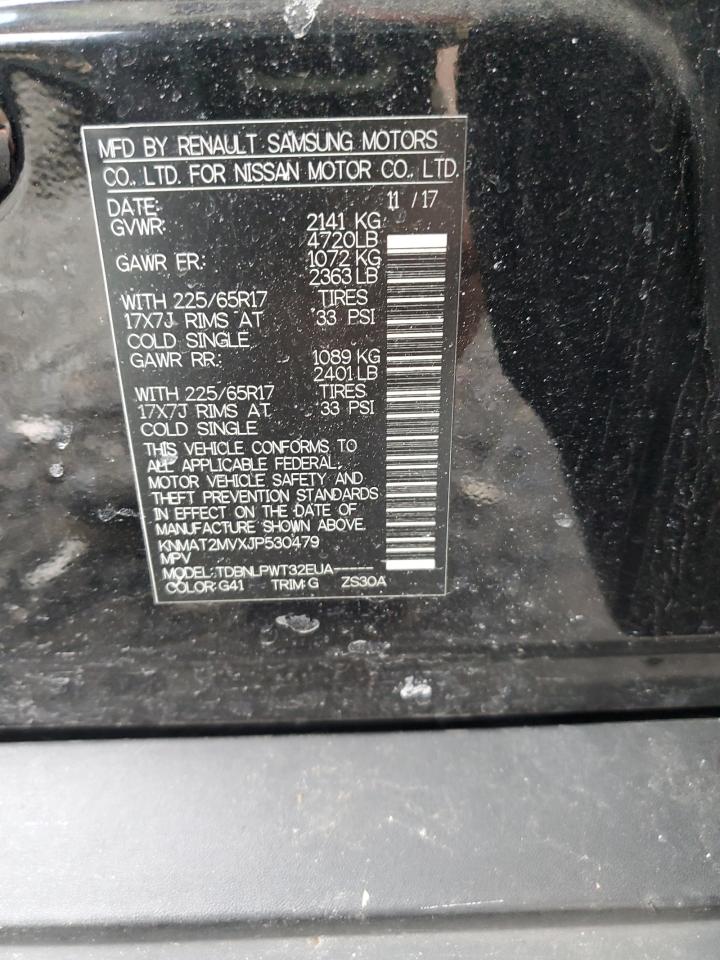 MFD BY RENAULT SAMSUNG MOTORS
CO., LTD. FOR NISSAN MOTOR CO., LTD.
DATE: 11 / 17
GVWR: 2141 KG
4720LB
GAWR FR: 1072 KG
2363 LB
WITH 225/65R17 TIRES
17X7J RIMS AT 33 PSI
COLD SINGLE
GAWR RR: 1089 KG
2401 LB
WITH 225/65R17 TIRES
17X7J RIMS AT 33 PSI
COLD SINGLE
THIS VEHICLE CONFORMS TO
ALL APPLICABLE FEDERAL
MOTOR VEHICLE SAFETY AND
THEFT PREVENTION STANDARDS
IN EFFECT ON THE DATE OF
MANUFACTURE SHOWN ABOVE.
KNMAT2MVXJP530479
MPV
MODEL: TDBNLPWT32EUA-----
COLOR: G41 TRIM: G ZS30A